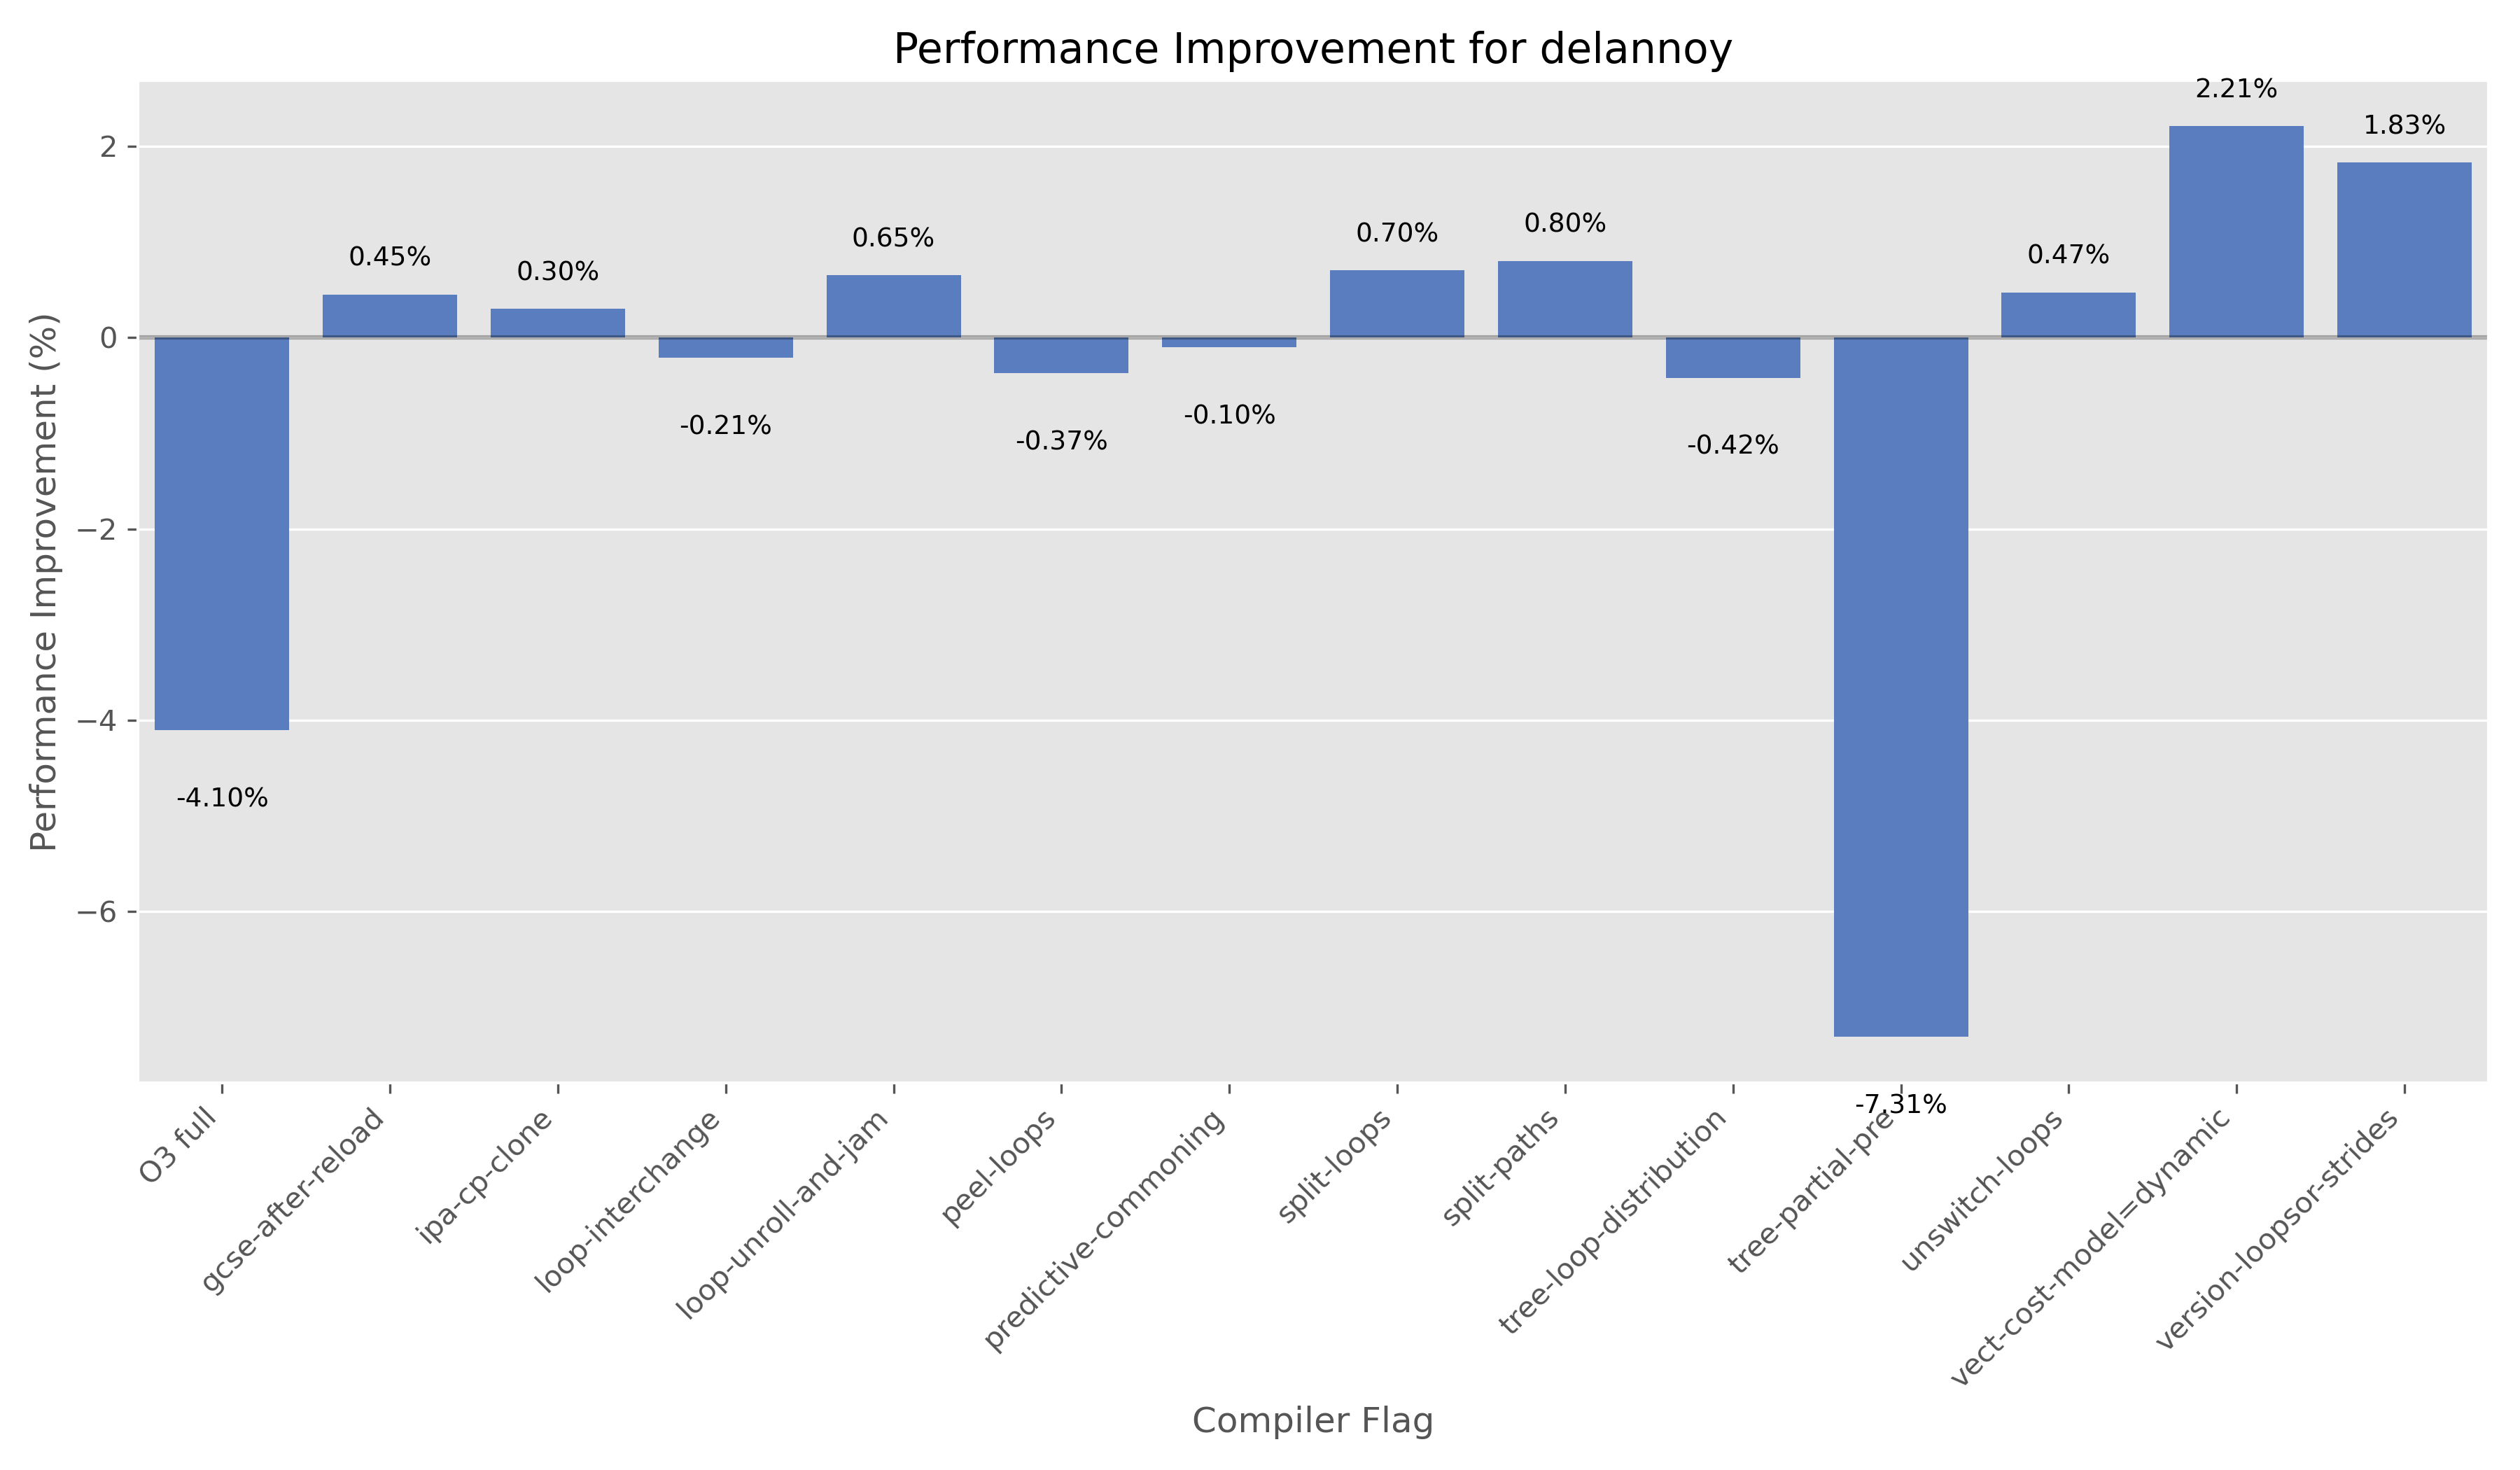 Performance Improvement for delannoy
Performance Improvement (%)
2
0
−2
−4
−6
-4.10%
0.45%
0.30%
-0.21%
0.65%
-0.37%
-0.10%
0.70%
0.80%
-0.42%
-7.31%
0.47%
2.21%
1.83%
O3 full
gcse-after-reload
ipa-cp-clone
loop-interchange
loop-unroll-and-jam
peel-loops
predictive-commoning
split-loops
split-paths
tree-loop-distribution
tree-partial-pre
unswitch-loops
vect-cost-model=dynamic
version-loopsor-strides
Compiler Flag